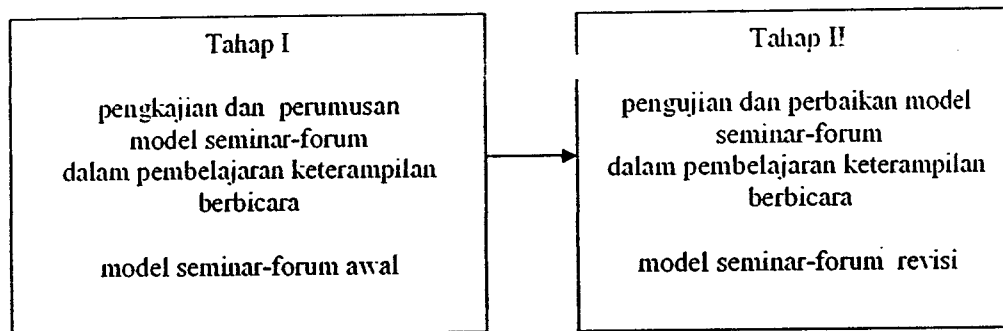 Tahap I
pengkajian dan perumusan
model seminar-forum
dalam pembelajaran keterampilan
berbicara
model seminar-forum awal
Tahap II
pengujian dan perbaikan model
seminar-forum
dalam pembelajaran keterampilan
berbicara
model seminar-forum revisi